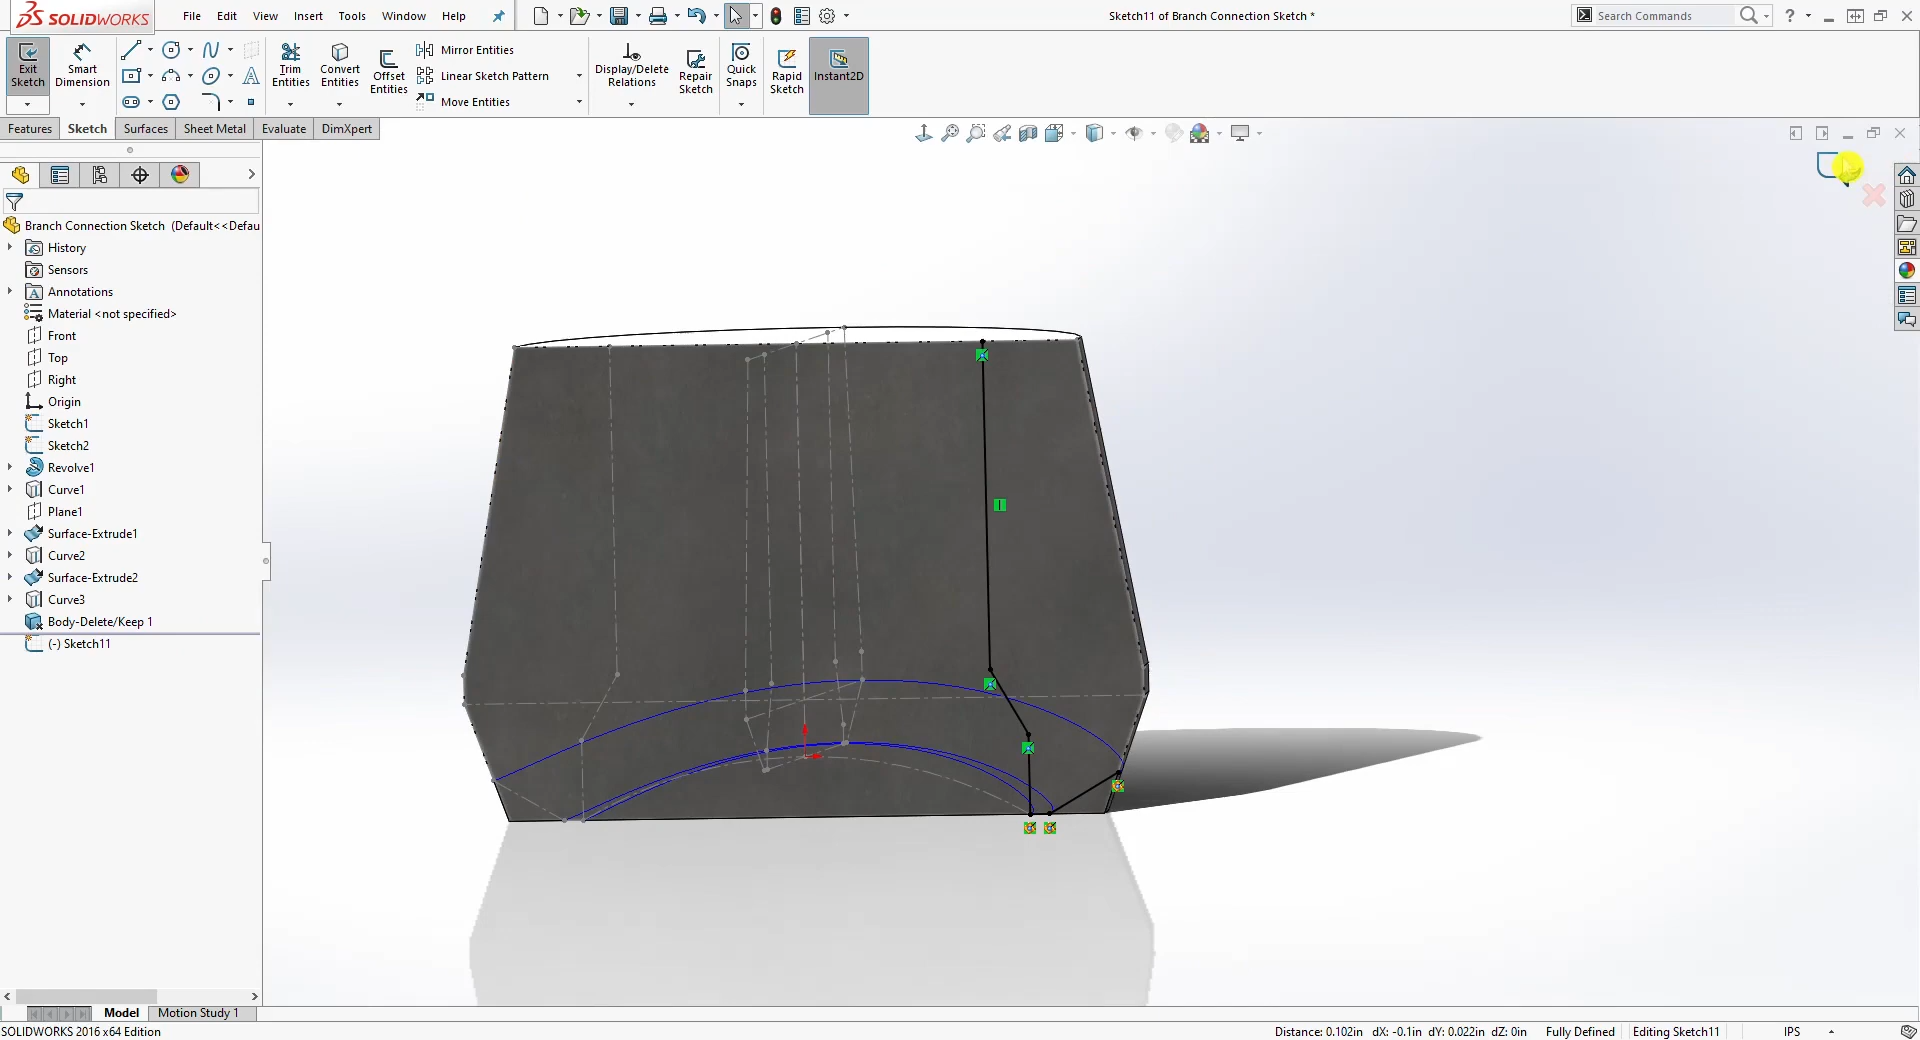 SOLIDWORKS
File Edit View Insert Tools Window Help
Sketch11 of Branch Connection Sketch *
Search Commands
Exit Sketch
Smart Dimension
Trim Entities
Convert Entities
Offset Entities
Mirror Entities
Linear Sketch Pattern
Move Entities
Display/Delete Relations
Repair Sketch
Quick Snaps
Rapid Sketch
Instant2D
Features Sketch Surfaces Sheet Metal Evaluate DimXpert
Branch Connection Sketch (Default<<Defau
History
Sensors
Annotations
Material <not specified>
Front
Top
Right
Origin
Sketch1
Sketch2
Revolve1
Curve1
Plane1
Surface-Extrude1
Curve2
Surface-Extrude2
Curve3
Body-Delete/Keep 1
(-) Sketch11
Model Motion Study 1
SOLIDWORKS 2016 x64 Edition
Distance: 0.102in dX: -0.1in dY: 0.022in dZ: 0in Fully Defined Editing Sketch11 IPS